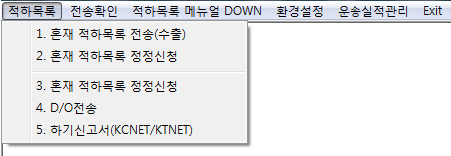 적하목록 전송확인 적하목록 메뉴얼 DOWN 환경설정 운송실적관리 Exit
1. 혼재 적하목록 전송(수출)
2. 혼재 적하목록 정정신청
3. 혼재 적하목록 정정신청
4. D/O전송
5. 하기신고서(KCNET/KTNET)